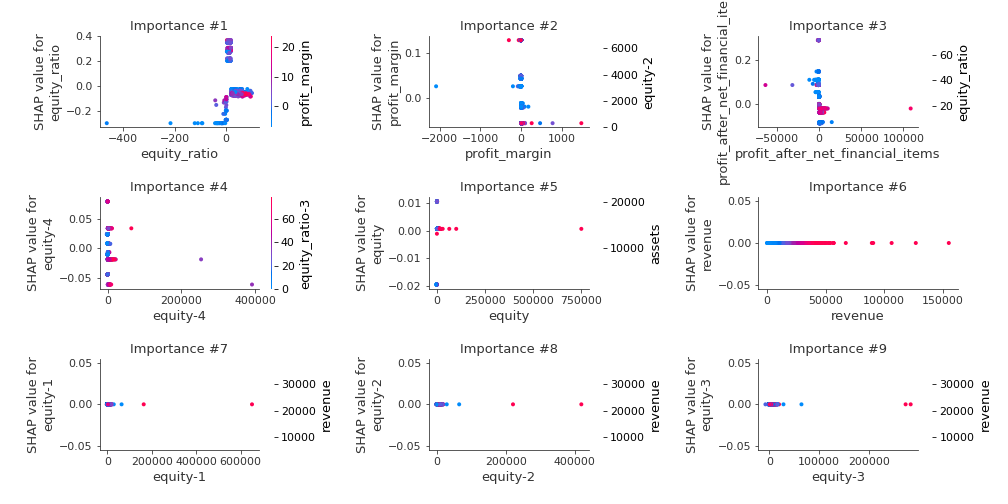 Importance #1
SHAP value for
equity_ratio
0.4
0.2
0.0
−0.2
−400
−200
0
equity_ratio
20
10
0
profit_margin
Importance #2
SHAP value for
profit_margin
0.1
0.0
−2000
−1000
0
1000
profit_margin
6000
4000
2000
0
equity-2
Importance #3
SHAP value for
profit_after_net_financial_ite
0.2
0.0
−50000
0
50000
100000
profit_after_net_financial_items
60
40
20
equity_ratio
Importance #4
SHAP value for
equity-4
0.05
0.00
−0.05
0
200000
400000
equity-4
60
40
20
0
equity_ratio-3
Importance #5
SHAP value for
equity
0.01
0.00
−0.01
−0.02
0
250000
500000
750000
equity
20000
10000
assets
Importance #6
SHAP value for
revenue
0.05
0.00
−0.05
0
50000
100000
150000
revenue
Importance #7
SHAP value for
equity-1
0.05
0.00
−0.05
0
200000
400000
600000
equity-1
30000
20000
10000
revenue
Importance #8
SHAP value for
equity-2
0.05
0.00
−0.05
0
200000
400000
equity-2
30000
20000
10000
revenue
Importance #9
SHAP value for
equity-3
0.05
0.00
−0.05
0
100000
200000
equity-3
30000
20000
10000
revenue